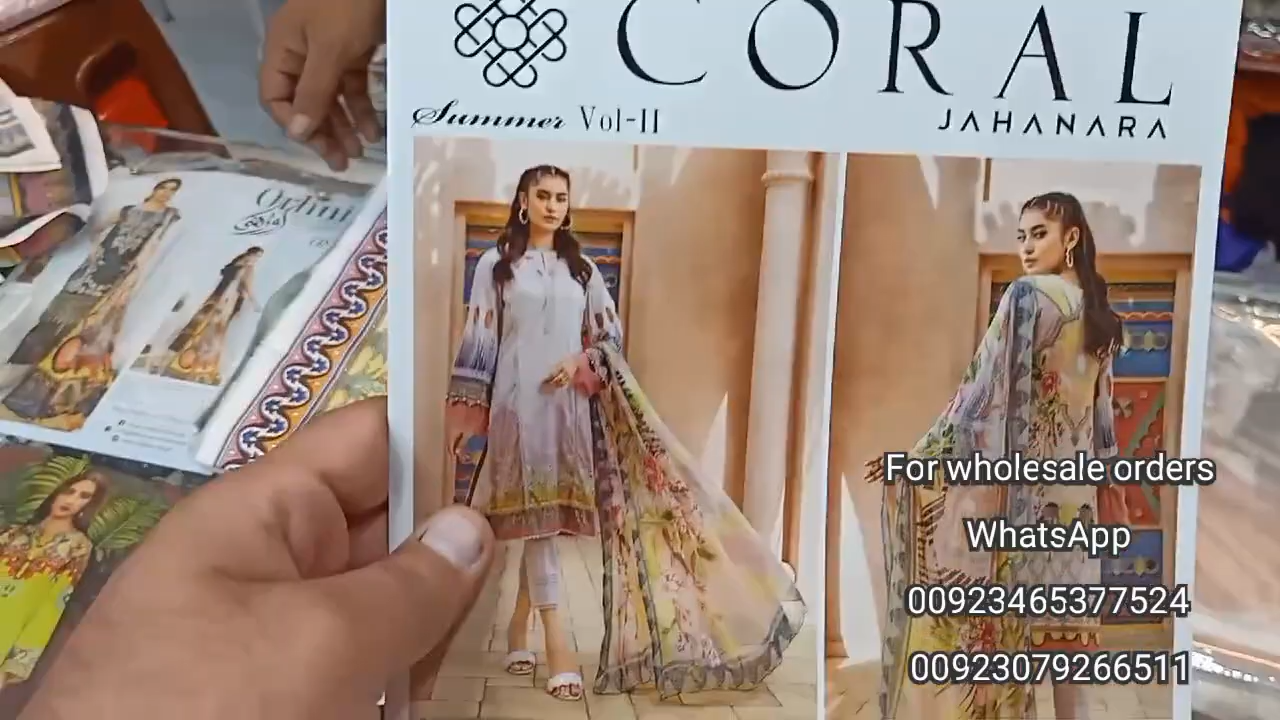 CORAL
JAHANARA
Summer Vol-II
For wholesale orders
WhatsApp
00923465377524
00923079266511